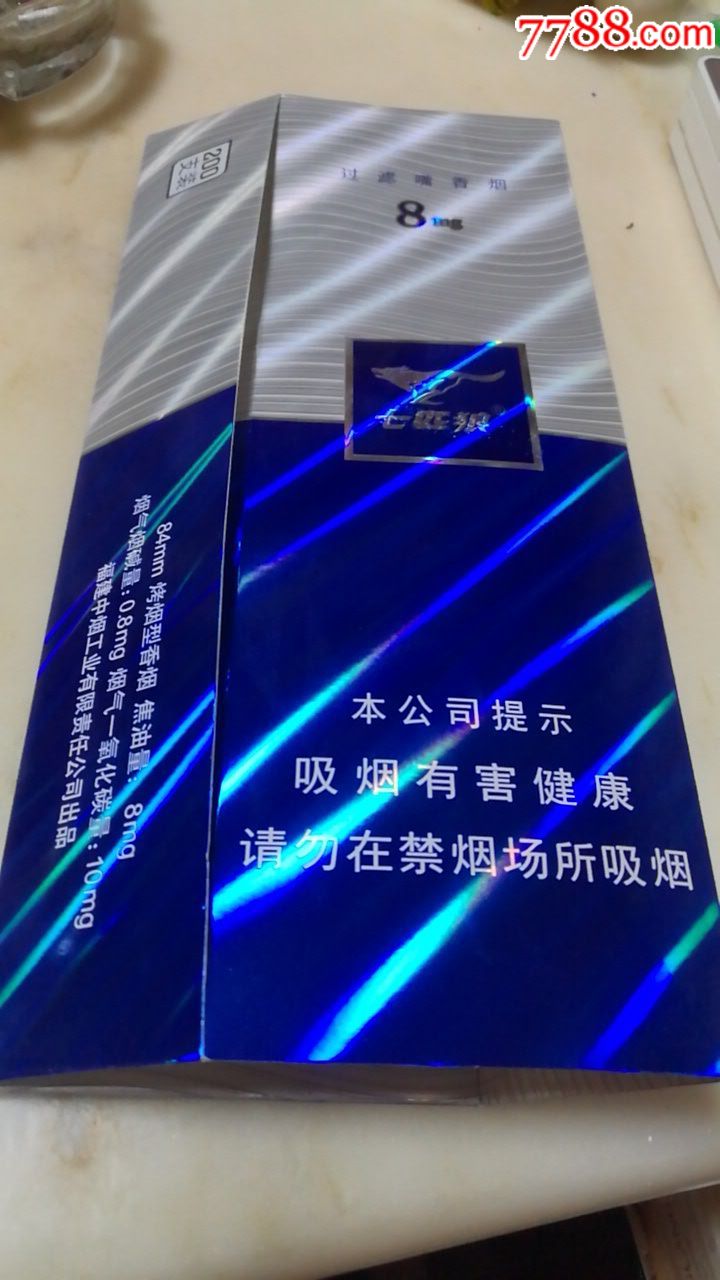 7788.com
200
支装
过滤嘴香烟
8mg
七匹狼
84mm 烤烟型香烟 焦油量：8mg
烟气烟碱量：0.8mg 烟气一氧化碳量：10mg
福建中烟工业有限责任公司出品
本公司提示
吸烟有害健康
请勿在禁烟场所吸烟